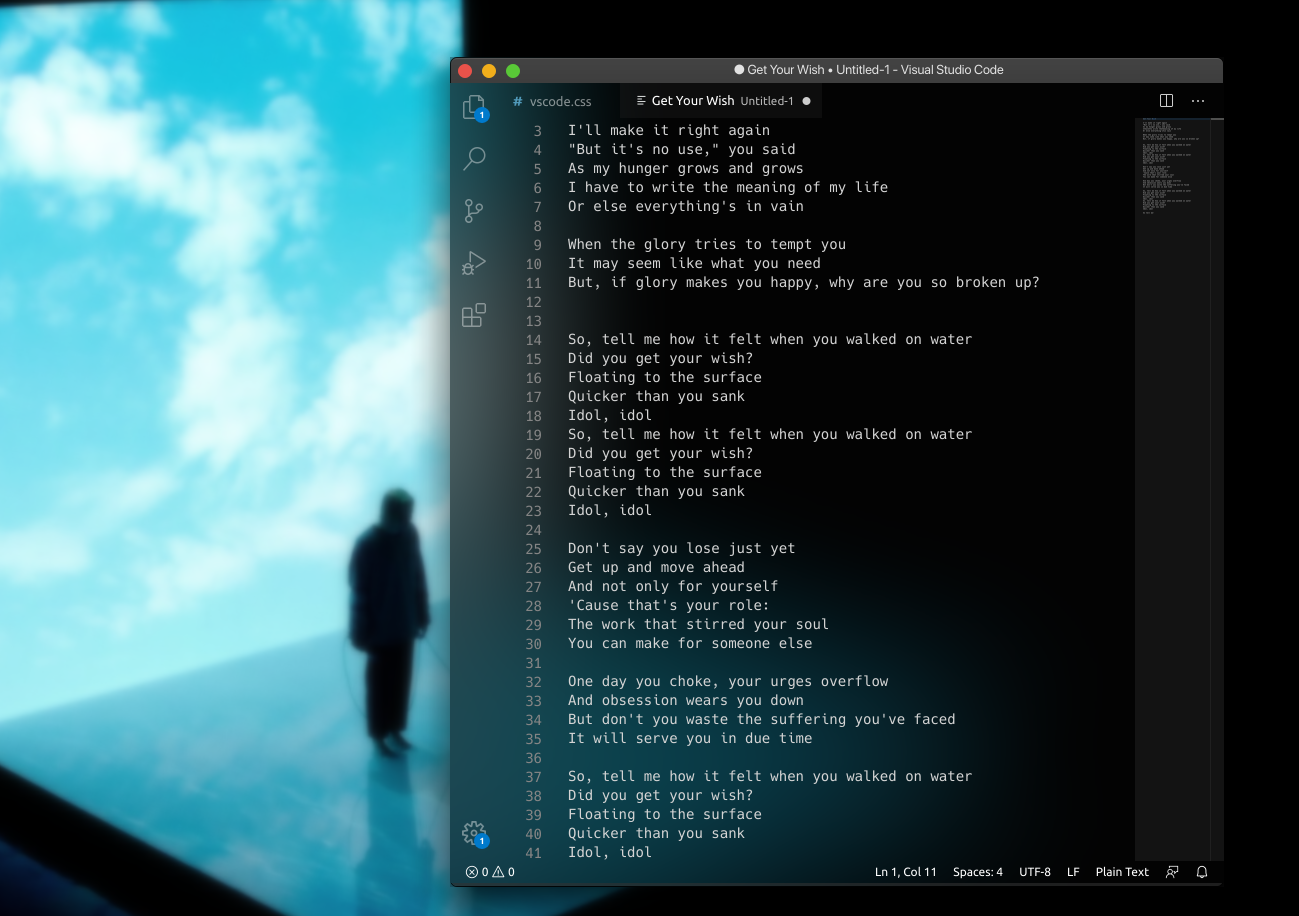 Get Your Wish • Untitled-1 - Visual Studio Code
# vscode.css
Get Your Wish Untitled-1
1
3 I'll make it right again
4 "But it's no use," you said
5 As my hunger grows and grows
6 I have to write the meaning of my life
7 Or else everything's in vain
8
9 When the glory tries to tempt you
10 It may seem like what you need
11 But, if glory makes you happy, why are you so broken up?
12
13
14 So, tell me how it felt when you walked on water
15 Did you get your wish?
16 Floating to the surface
17 Quicker than you sank
18 Idol, idol
19 So, tell me how it felt when you walked on water
20 Did you get your wish?
21 Floating to the surface
22 Quicker than you sank
23 Idol, idol
24
25 Don't say you lose just yet
26 Get up and move ahead
27 And not only for yourself
28 'Cause that's your role:
29 The work that stirred your soul
30 You can make for someone else
31
32 One day you choke, your urges overflow
33 And obsession wears you down
34 But don't you waste the suffering you've faced
35 It will serve you in due time
36
37 So, tell me how it felt when you walked on water
38 Did you get your wish?
39 Floating to the surface
40 Quicker than you sank
41 Idol, idol
1
0 0 Ln 1, Col 11 Spaces: 4 UTF-8 LF Plain Text